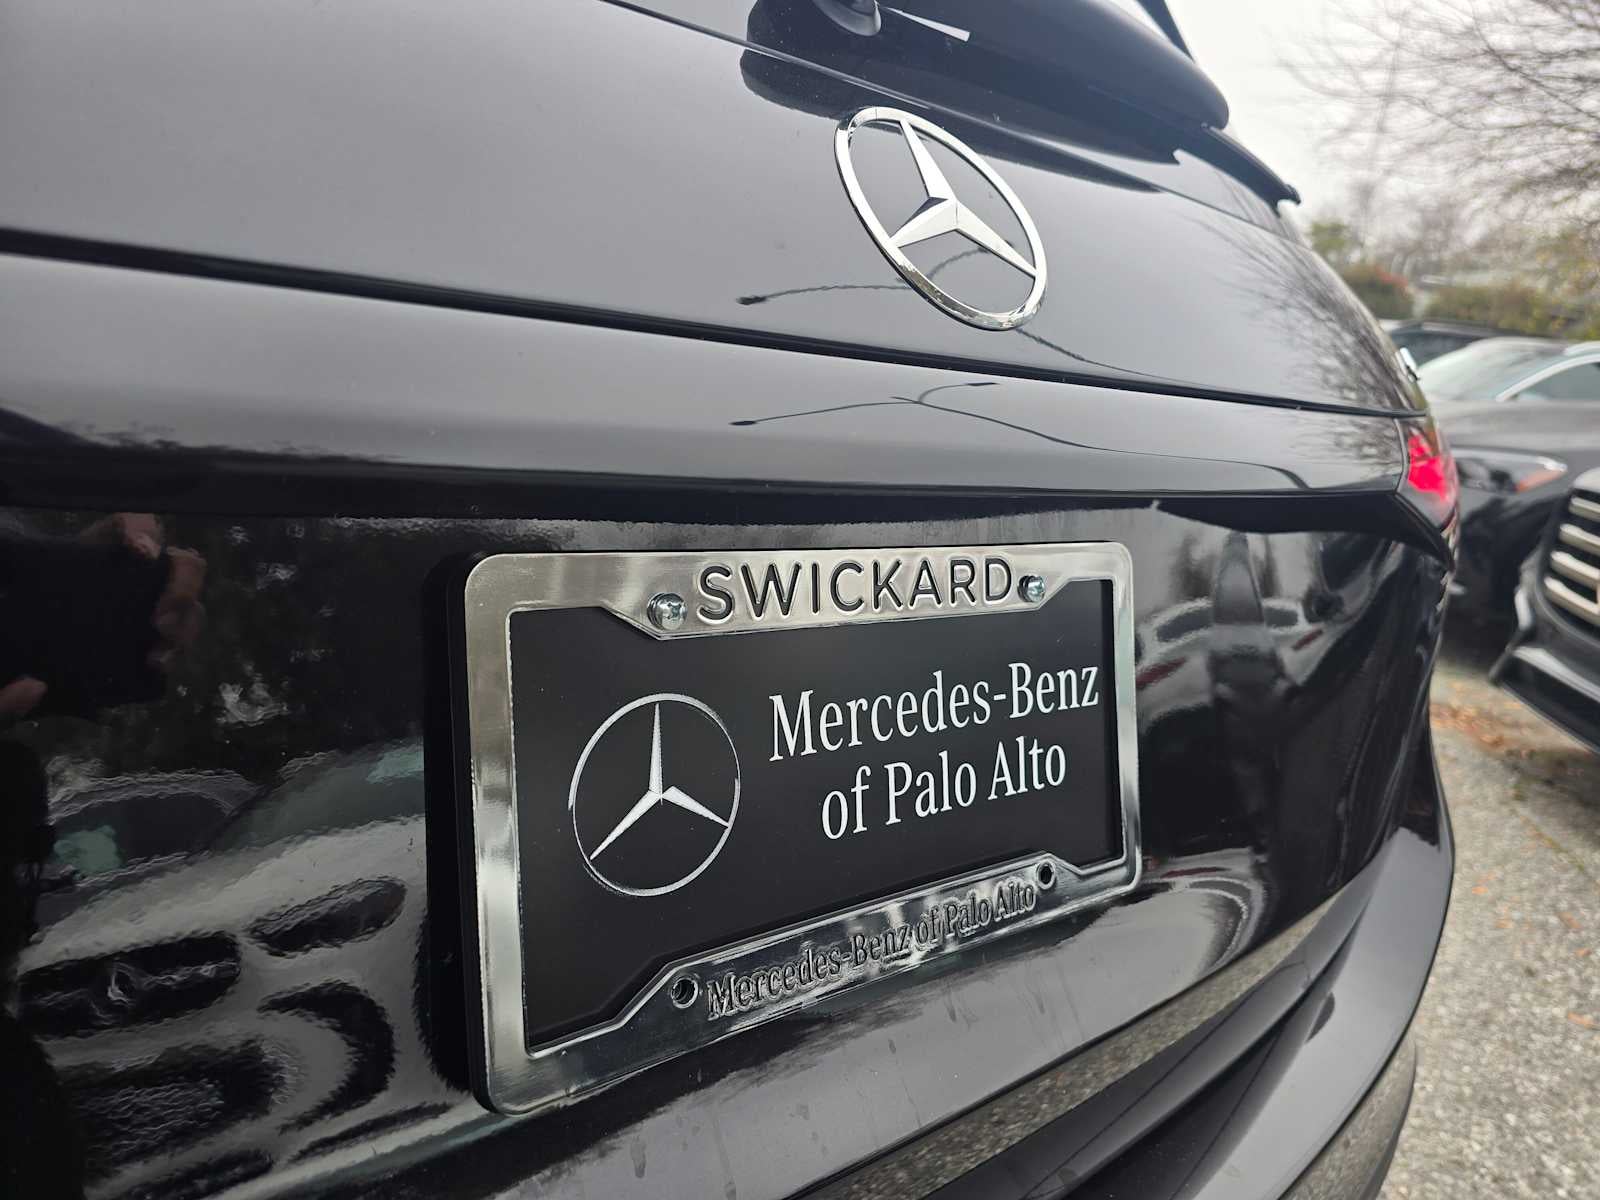 SWICKARD
Mercedes-Benz
of Palo Alto
Mercedes-Benz of Palo Alto